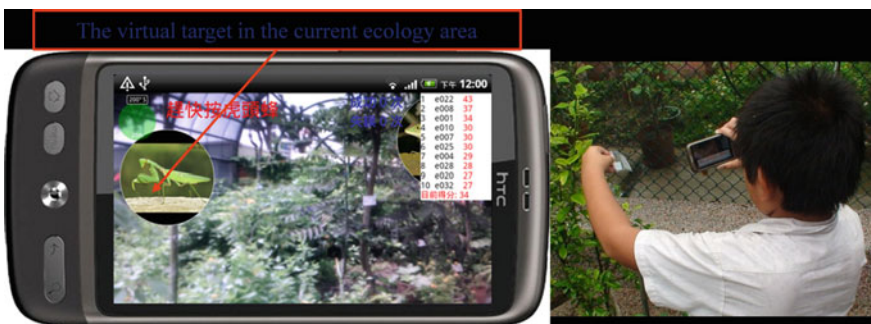 The virtual target in the current ecology area
下午 12:00
趕快按虎頭蜂
1 e022 43
2 e008 37
3 e001 34
4 e010 30
5 e007 30
6 e025 30
7 e004 29
8 e028 28
9 e020 27
10 e032 27
目前得分: 34
hTC